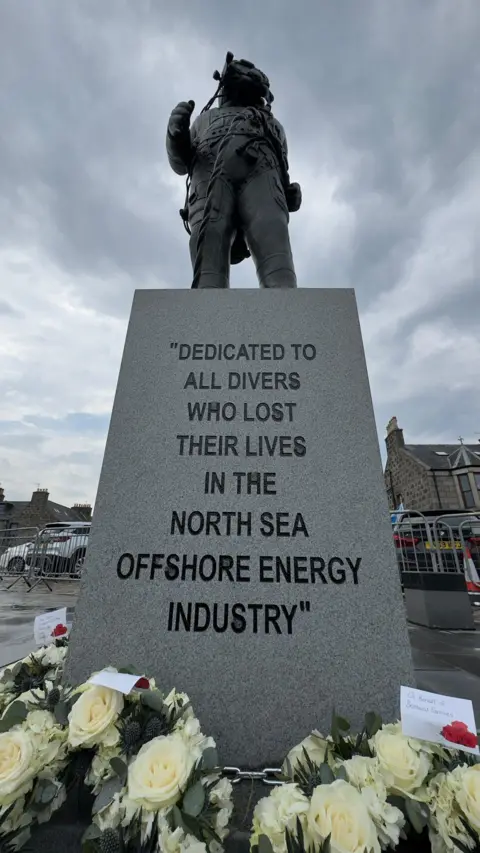 "DEDICATED TO
ALL DIVERS
WHO LOST
THEIR LIVES
IN THE
NORTH SEA
OFFSHORE ENERGY
INDUSTRY"